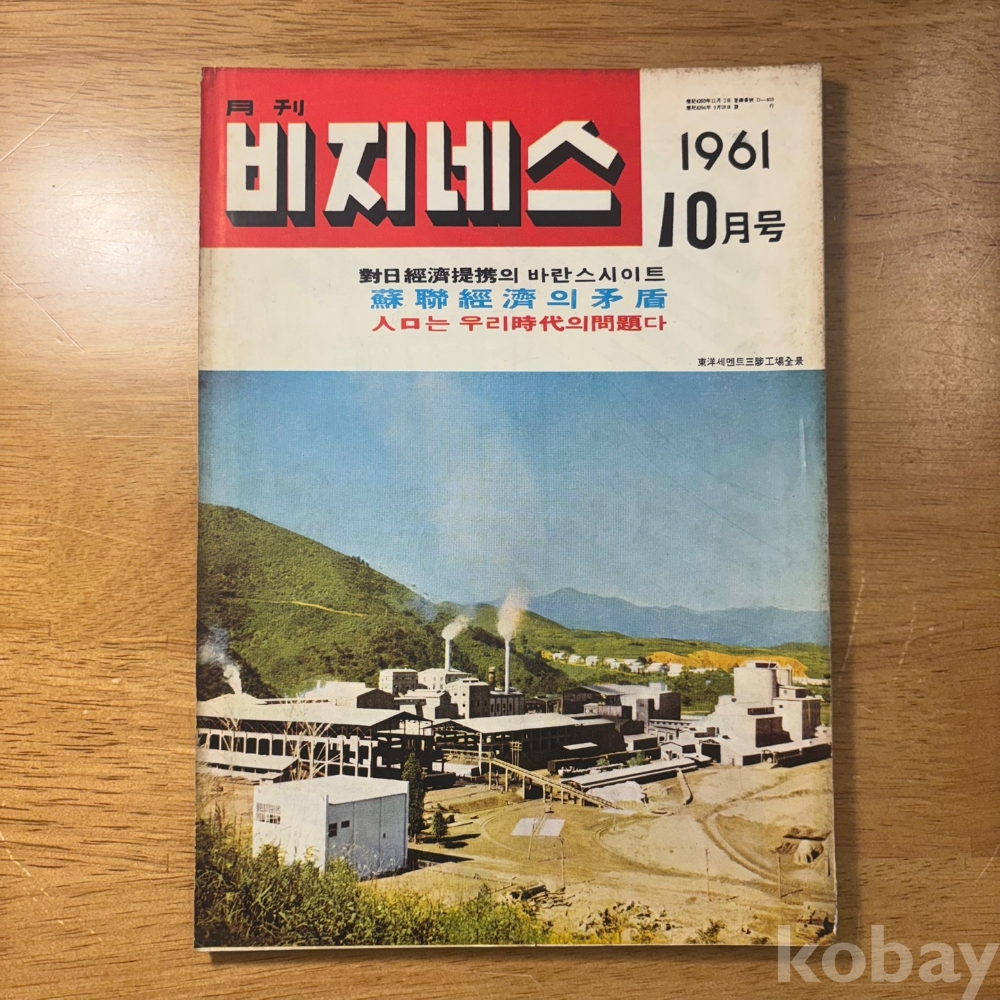 月刊
비지네스
1961
10月号
對日經濟提携의 바란스시이트
蘇聯經濟의矛盾
人口는 우리時代의問題다
東洋세멘트三陟工場全景
kobay